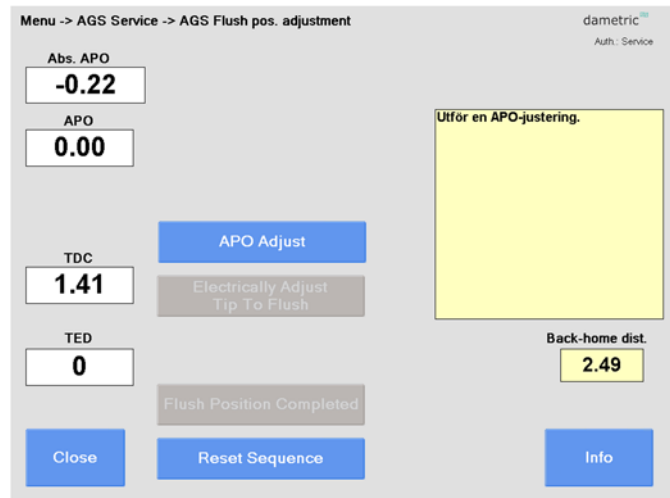 Menu -> AGS Service -> AGS Flush pos. adjustment
dametric
Auth.: Service
Abs. APO
-0.22
APO
0.00
Utför en APO-justering.
APO Adjust
TDC
1.41
Electrically Adjust
Tip To Flush
TED
0
Back-home dist.
2.49
Flush Position Completed
Close
Reset Sequence
Info